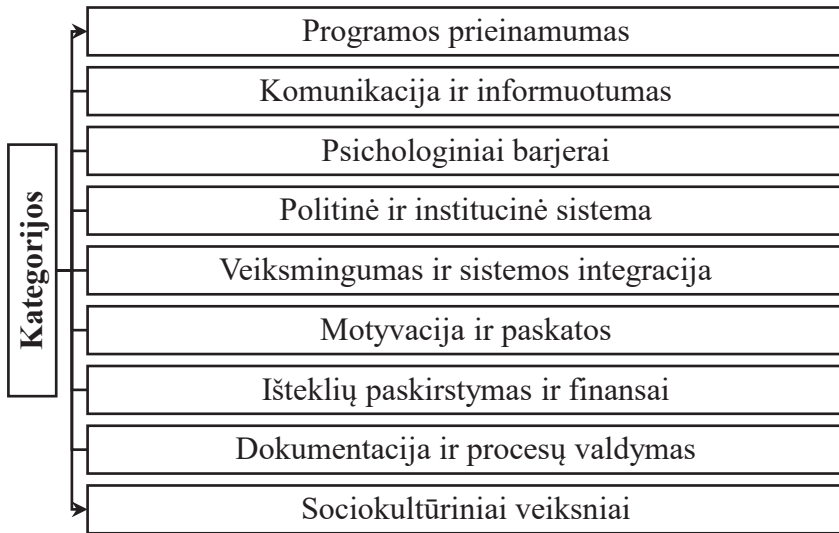 Kategorijos
Programos prieinamumas
Komunikacija ir informuotumas
Psichologiniai barjerai
Politinė ir institucinė sistema
Veiksmingumas ir sistemos integracija
Motyvacija ir paskatos
Išteklių paskirstymas ir finansai
Dokumentacija ir procesų valdymas
Sociokultūriniai veiksniai